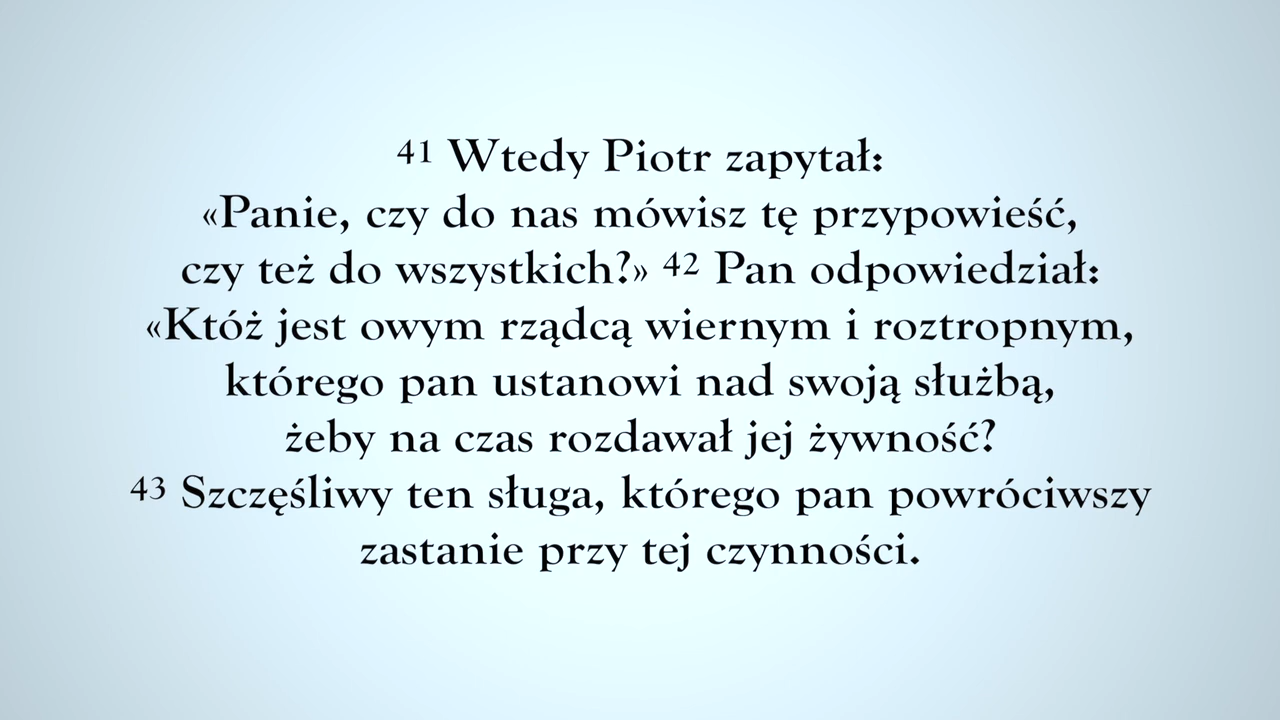 41 Wtedy Piotr zapytał:
«Panie, czy do nas mówisz tę przypowieść,
czy też do wszystkich?» 42 Pan odpowiedział:
«Któż jest owym rządcą wiernym i roztropnym,
którego pan ustanowi nad swoją służbą,
żeby na czas rozdawał jej żywność?
43 Szczęśliwy ten sługa, którego pan powróciwszy
zastanie przy tej czynności.